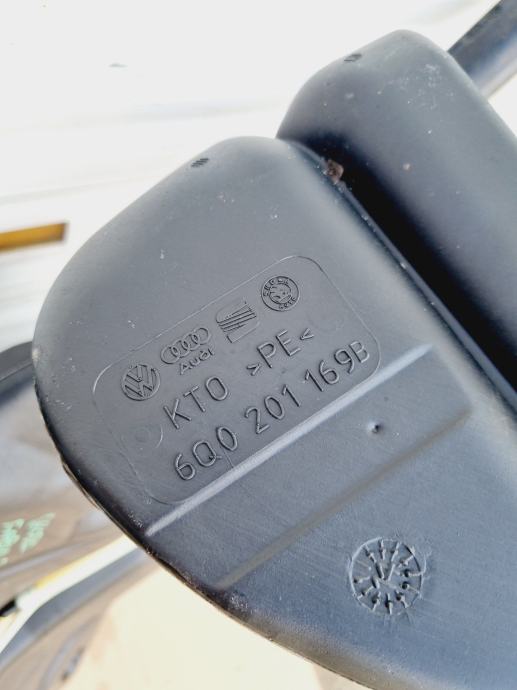 Audi
KTO >PE<
6Q0 201 169B